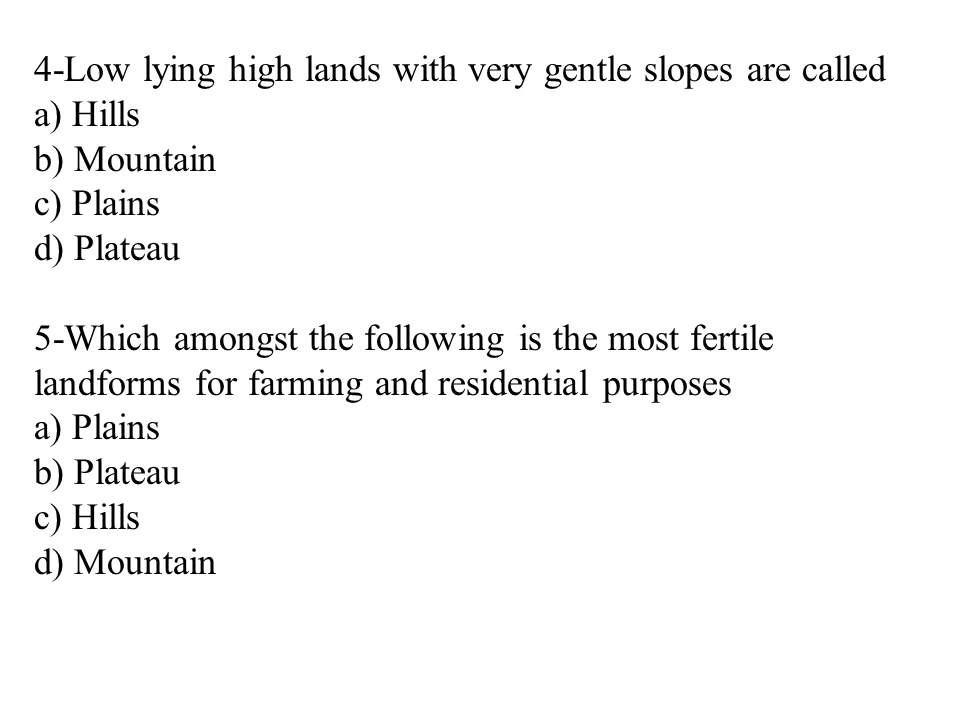 4-Low lying high lands with very gentle slopes are called
a) Hills
b) Mountain
c) Plains
d) Plateau
5-Which amongst the following is the most fertile
landforms for farming and residential purposes
a) Plains
b) Plateau
c) Hills
d) Mountain